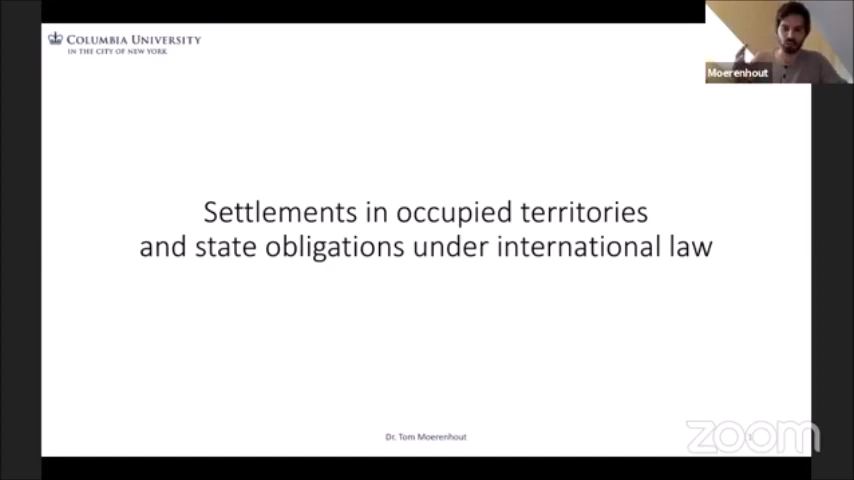 COLUMBIA UNIVERSITY
IN THE CITY OF NEW YORK
Moerenhout
Settlements in occupied territories
and state obligations under international law
Dr. Tom Moerenhout
1
zoom